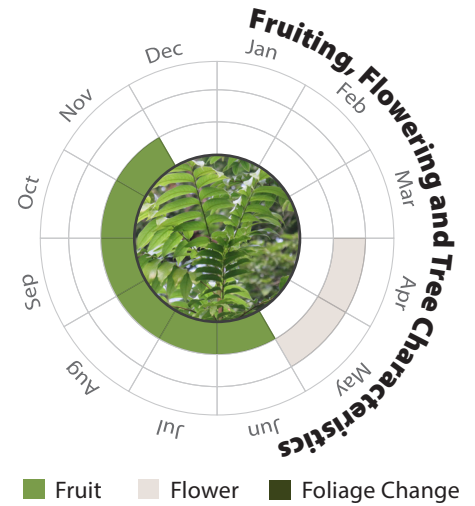 Fruiting, Flowering and Tree Characteristics
Jan
Feb
Mar
Apr
May
Jun
Jul
Aug
Sep
Oct
Nov
Dec
Fruit
Flower
Foliage Change